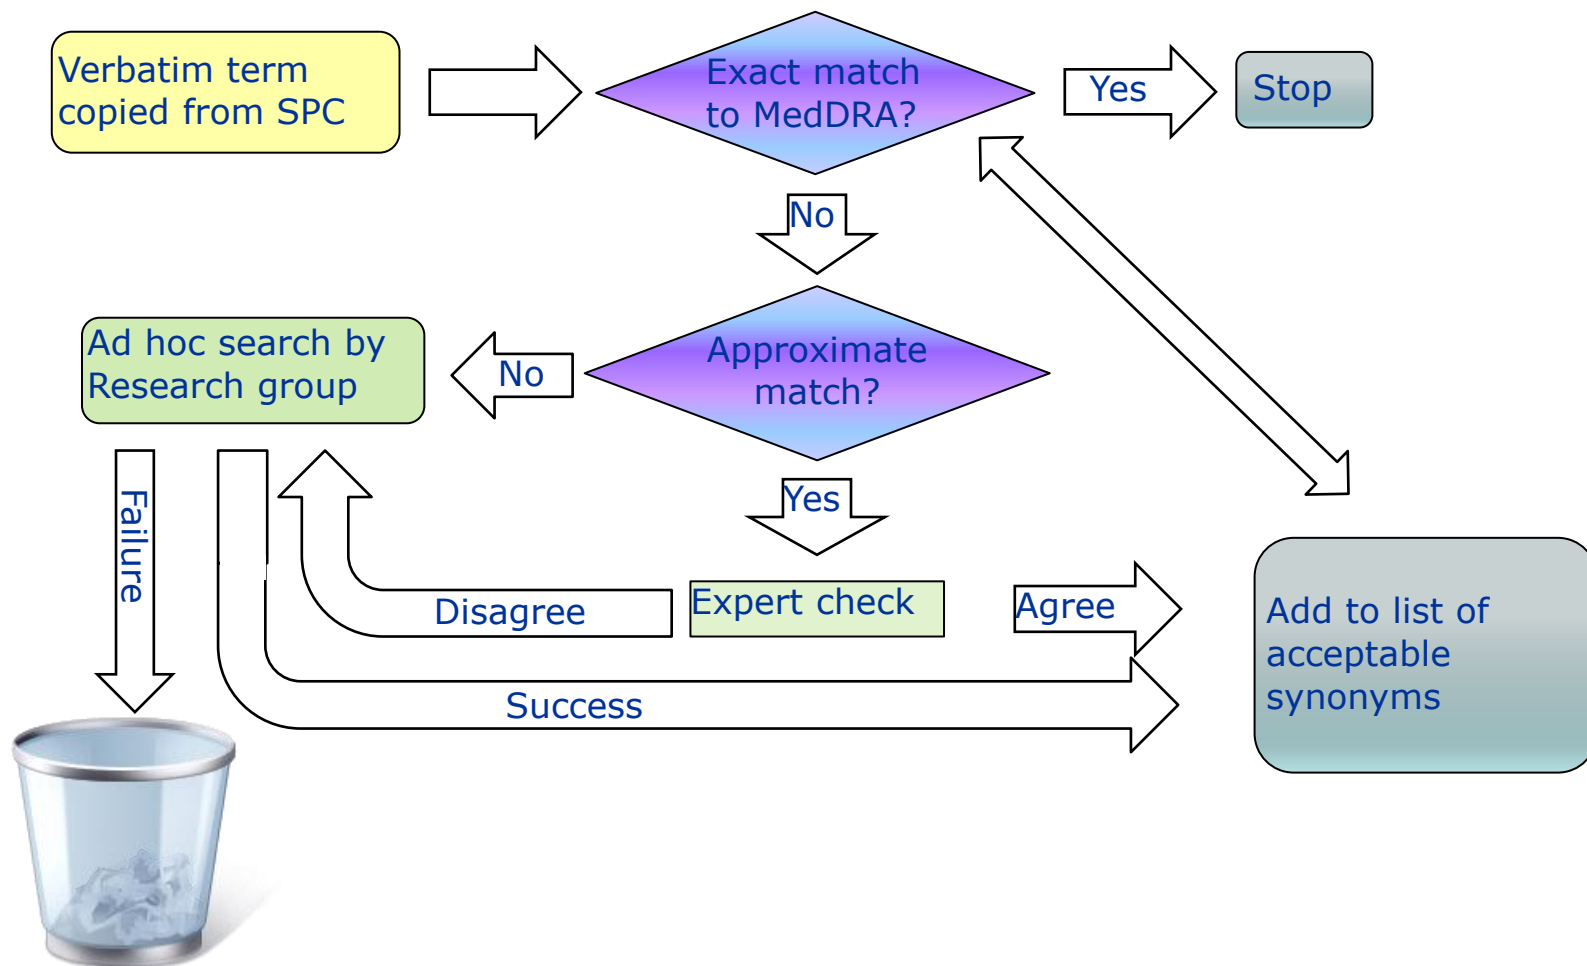 Verbatim term
copied from SPC
Exact match
to MedDRA?
Yes
Stop
No
Ad hoc search by
Research group
No
Approximate
match?
Failure
Yes
Disagree
Expert check
Agree
Success
Add to list of
acceptable
synonyms